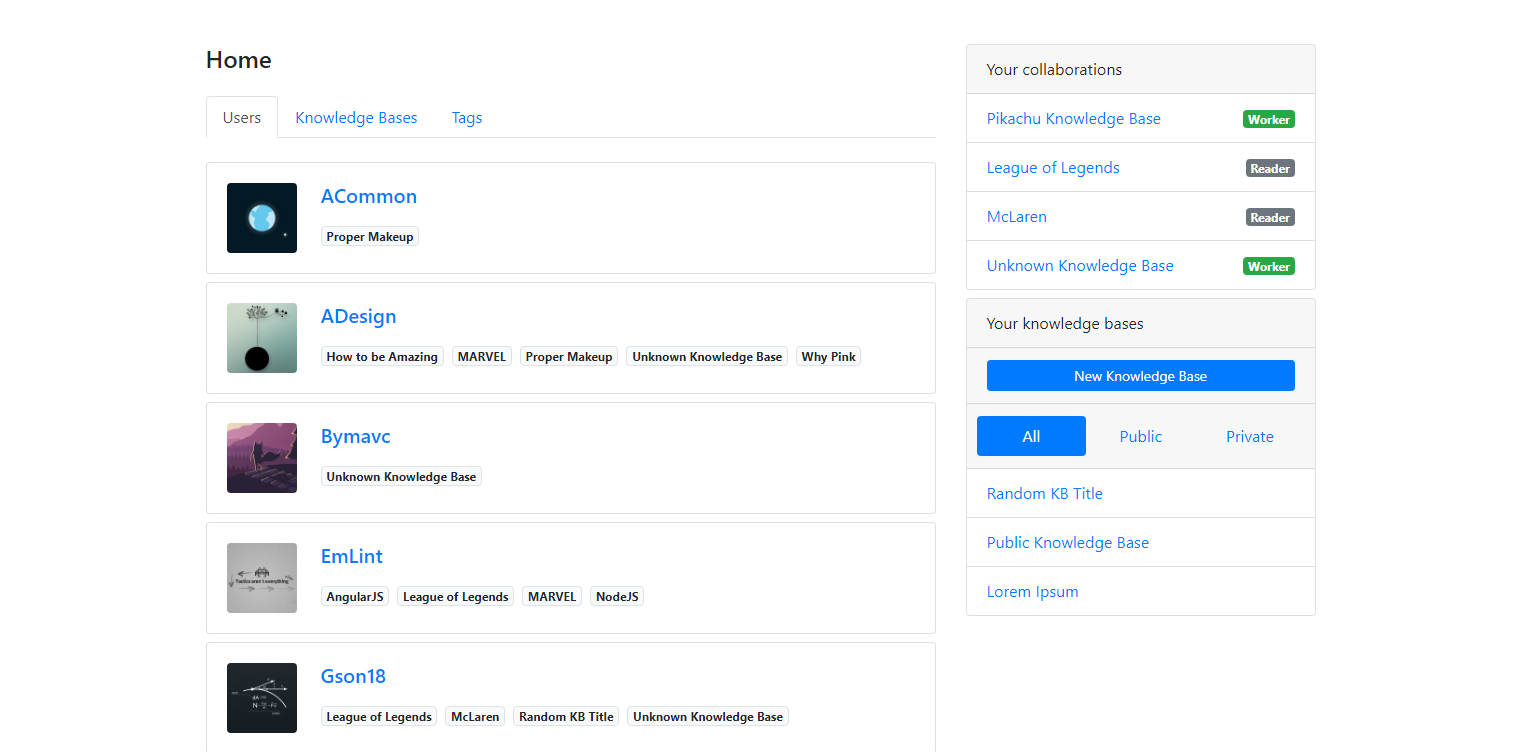 Home
Users Knowledge Bases Tags
ACommon
Proper Makeup
ADesign
How to be Amazing MARVEL Proper Makeup Unknown Knowledge Base Why Pink
Bymavc
Unknown Knowledge Base
Tactics aren't everything
EmLint
AngularJS League of Legends MARVEL NodeJS
Gson18
League of Legends McLaren Random KB Title Unknown Knowledge Base
Your collaborations
Pikachu Knowledge Base Worker
League of Legends Reader
McLaren Reader
Unknown Knowledge Base Worker
Your knowledge bases
New Knowledge Base
All Public Private
Random KB Title
Public Knowledge Base
Lorem Ipsum